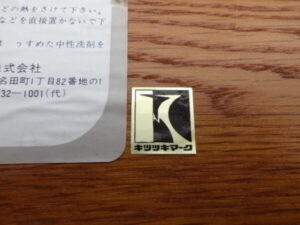 どの熱をさけて下さい。
などを直接置かないで下
は うすめた中性洗剤を
式会社
名田町1丁目82番地の1
32―1001(代)
キツツキマーク